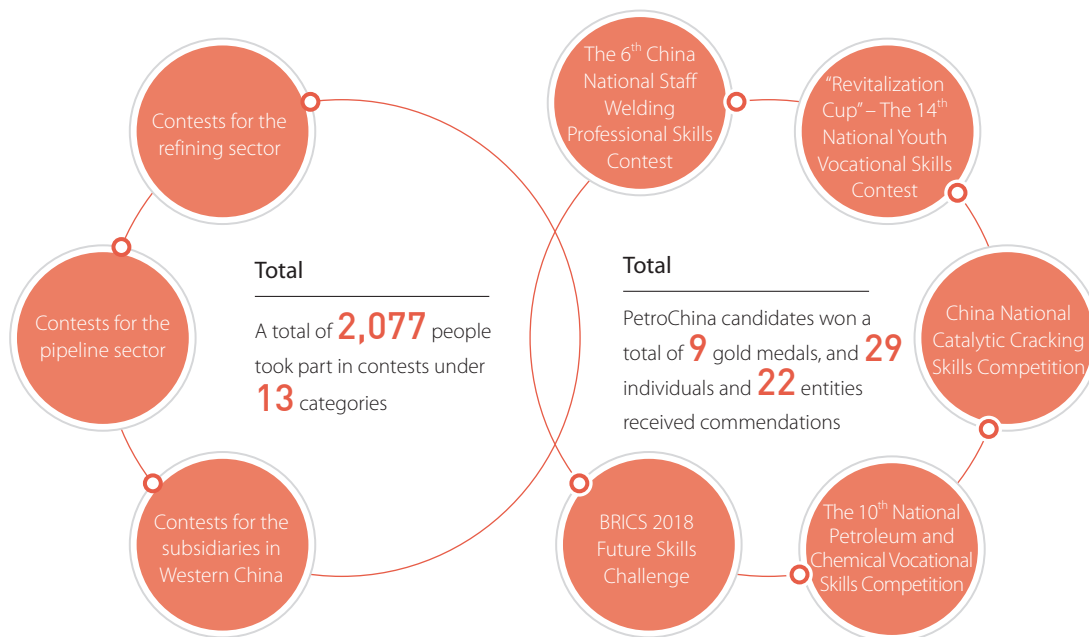 Contests for the
refining sector
Contests for the
pipeline sector
Contests for the
subsidiaries in
Western China
Total
A total of 2,077 people
took part in contests under
13 categories
The 6th China
National Staff
Welding
Professional Skills
Contest
"Revitalization
Cup" – The 14th
National Youth
Vocational Skills
Contest
China National
Catalytic Cracking
Skills Competition
The 10th National
Petroleum and
Chemical Vocational
Skills Competition
BRICS 2018
Future Skills
Challenge
Total
PetroChina candidates won a
total of 9 gold medals, and 29
individuals and 22 entities
received commendations